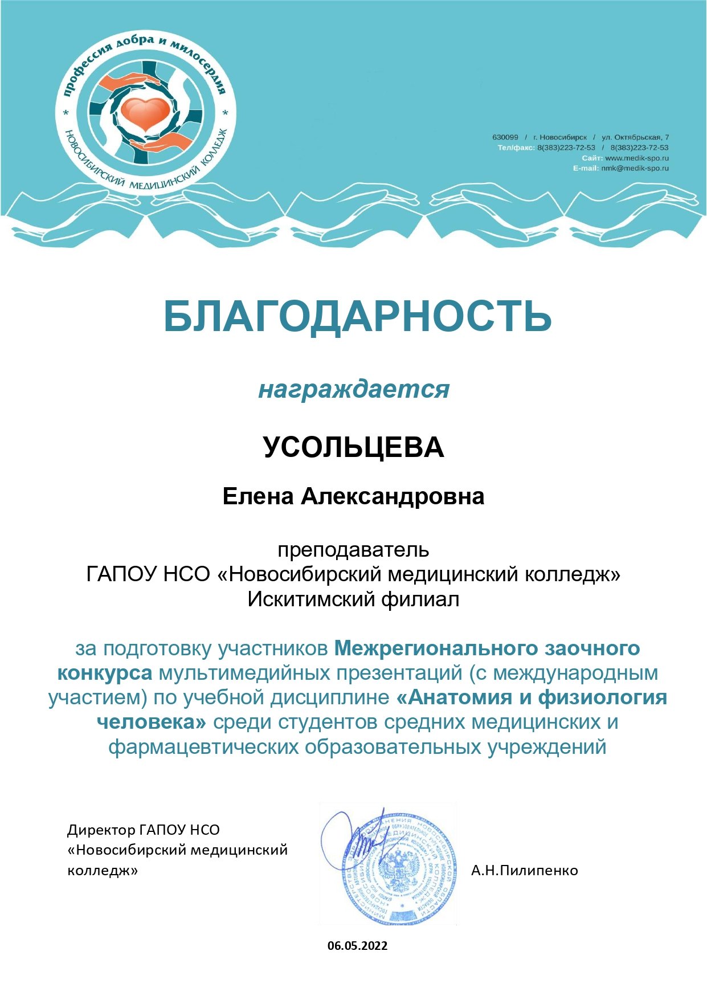 профессия добра и милосердия
* *
НОВОСИБИРСКИЙ МЕДИЦИНСКИЙ КОЛЛЕДЖ
630099 / г. Новосибирск / ул. Октябрьская, 7
Тел/факс: 8(383)223-72-53 / 8(383)223-72-53
Сайт: www.medik-spo.ru
E-mail: nmk@medik-spo.ru
БЛАГОДАРНОСТЬ
награждается
УСОЛЬЦЕВА
Елена Александровна
преподаватель
ГАПОУ НСО «Новосибирский медицинский колледж»
Искитимский филиал
за подготовку участников Межрегионального заочного
конкурса мультимедийных презентаций (с международным
участием) по учебной дисциплине «Анатомия и физиология
человека» среди студентов средних медицинских и
фармацевтических образовательных учреждений
Директор ГАПОУ НСО
«Новосибирский медицинский
колледж»
А.Н.Пилипенко
06.05.2022